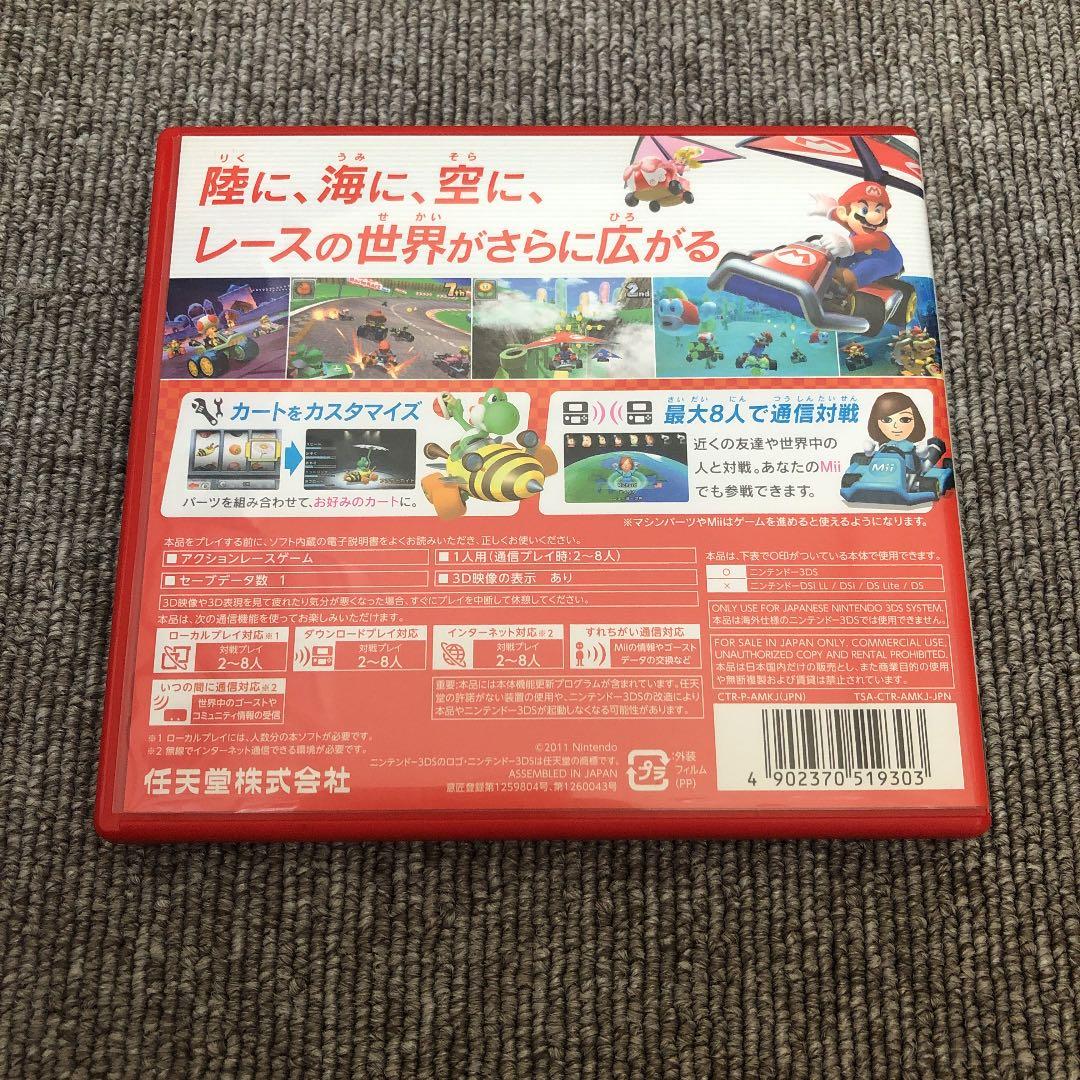 りく うみ そら
陸に、海に、空に、
せ かい ひろ
レースの世界がさらに広がる
7th
2nd
カートをカスタマイズ
パーツを組み合わせて、お好みのカートに。
さいだい にん つうしんたいせん
最大8人で通信対戦
近くの友達や世界中の
人と対戦。あなたのMii
でも参戦できます。
Mii
※マシンパーツやMiiはゲームを進めると使えるようになります。
本品をプレイする前に、ソフト内蔵の電子説明書をよくお読みいただき、正しくお使いください。
■アクションレースゲーム
■1人用(通信プレイ時:2〜8人)
■セーブデータ数 1
■3D映像の表示 あり
3D映像や3D表現を見て疲れたり気分が悪くなった場合、すぐにプレイを中断して休憩してください。
本品は、次の通信機能を使ってお楽しみいただけます。
ローカルプレイ対応※1
対戦プレイ
2〜8人
ダウンロードプレイ対応
対戦プレイ
2〜8人
インターネット対応※2
対戦プレイ
2〜8人
すれちがい通信対応
Miiの情報やゴースト
データの交換など
いつの間に通信対応※2
世界中のゴーストや
コミュニティ情報の受信
重要:本品には本体機能更新プログラムが含まれています。任天
堂の許諾がない装置の使用や、ニンテンドー3DSの改造により
本品やニンテンドー3DSが起動しなくなる可能性があります。
※1 ローカルプレイには、人数分の本ソフトが必要です。
※2 無線でインターネット通信できる環境が必要です。
任天堂株式会社
©2011 Nintendo
ニンテンドー3DSのロゴ・ニンテンドー3DSは任天堂の商標です。
ASSEMBLED IN JAPAN
意匠登録第1259804号、第1260043号
プラ
:外装
フィルム
(PP)
本品は、下表で○印がついている本体で使用できます。
○ ニンテンドー3DS
× ニンテンドーDSi LL / DSi / DS Lite / DS
ONLY USE FOR JAPANESE NINTENDO 3DS SYSTEM.
本品は海外仕様のニンテンドー3DSでは使用できません。
FOR SALE IN JAPAN ONLY. COMMERCIAL USE,
UNAUTHORIZED COPY AND RENTAL PROHIBITED.
本品は日本国内だけの販売とし、また商業目的の使用
や無断複製および賃貸は禁止されています。
CTR-P-AMKJ(JPN) TSA-CTR-AMKJ-JPN
4 902370 519303